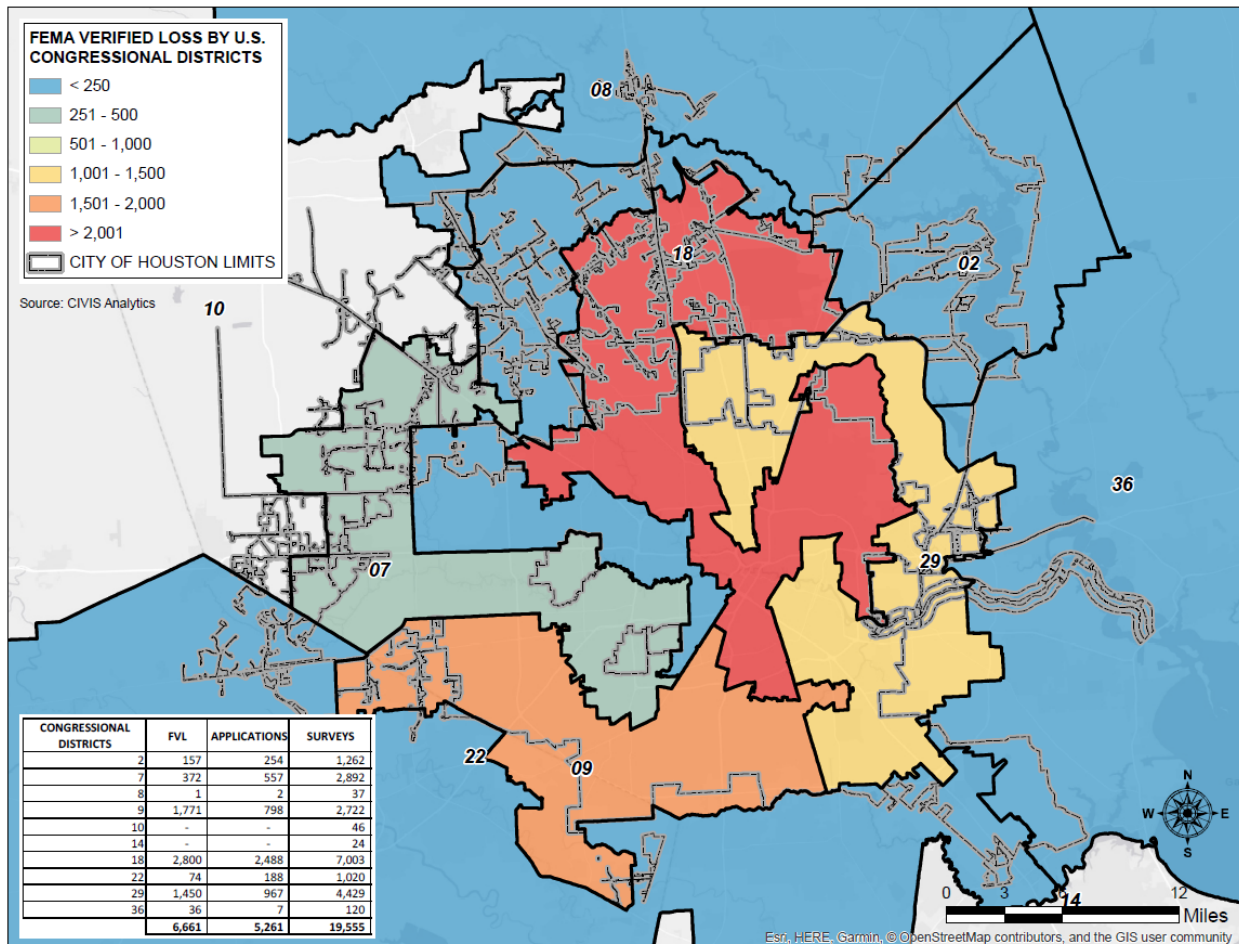 FEMA VERIFIED LOSS BY U.S.
CONGRESSIONAL DISTRICTS
< 250
251 - 500
501 - 1,000
1,001 - 1,500
1,501 - 2,000
> 2,001
CITY OF HOUSTON LIMITS
Source: CIVIS Analytics
08
18
02
10
36
29
07
22
09
14
CONGRESSIONAL DISTRICTS FVL APPLICATIONS SURVEYS
2 157 254 1,262
7 372 557 2,892
8 1 2 37
9 1,771 798 2,722
10 - - 46
14 - - 24
18 2,800 2,488 7,003
22 74 188 1,020
29 1,450 967 4,429
36 36 7 120
6,661 5,261 19,555
N
W E
S
0 3 6 12
Miles
Esri, HERE, Garmin, © OpenStreetMap contributors, and the GIS user community